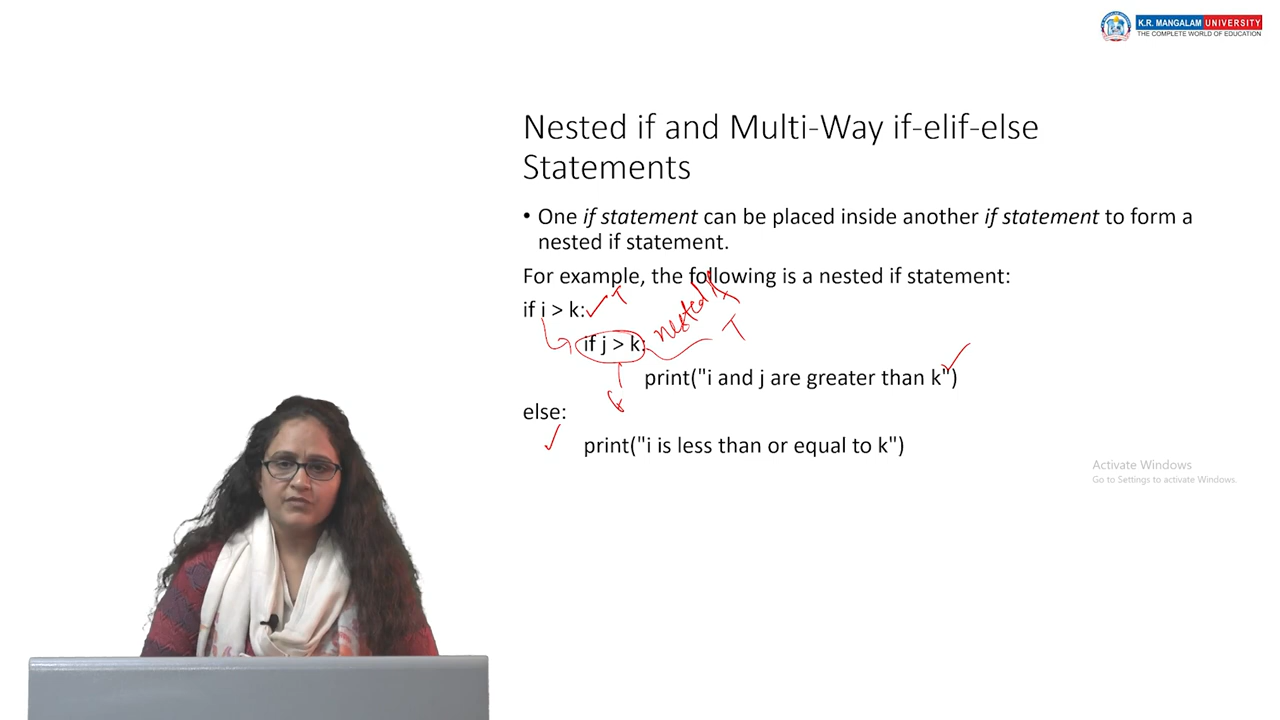 K.R. MANGALAM UNIVERSITY
THE COMPLETE WORLD OF EDUCATION
Nested if and Multi-Way if-elif-else
Statements
• One if statement can be placed inside another if statement to form a
nested if statement.
For example, the following is a nested if statement:
if i > k: T
if j > k: nested if T
print("i and j are greater than k")
else:
print("i is less than or equal to k")
Activate Windows
Go to Settings to activate Windows.